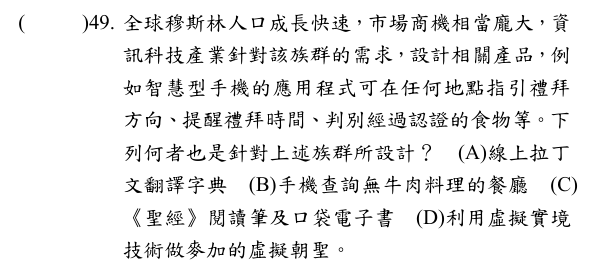 (　　)49. 全球穆斯林人口成長快速，市場商機相當龐大，資
訊科技產業針對該族群的需求，設計相關產品，例
如智慧型手機的應用程式可在任何地點指引禮拜
方向、提醒禮拜時間、判別經過認證的食物等。下
列何者也是針對上述族群所設計？　(A)線上拉丁
文翻譯字典　(B)手機查詢無牛肉料理的餐廳　(C)
《聖經》閱讀筆及口袋電子書　(D)利用虛擬實境
技術做參加的虛擬朝聖。